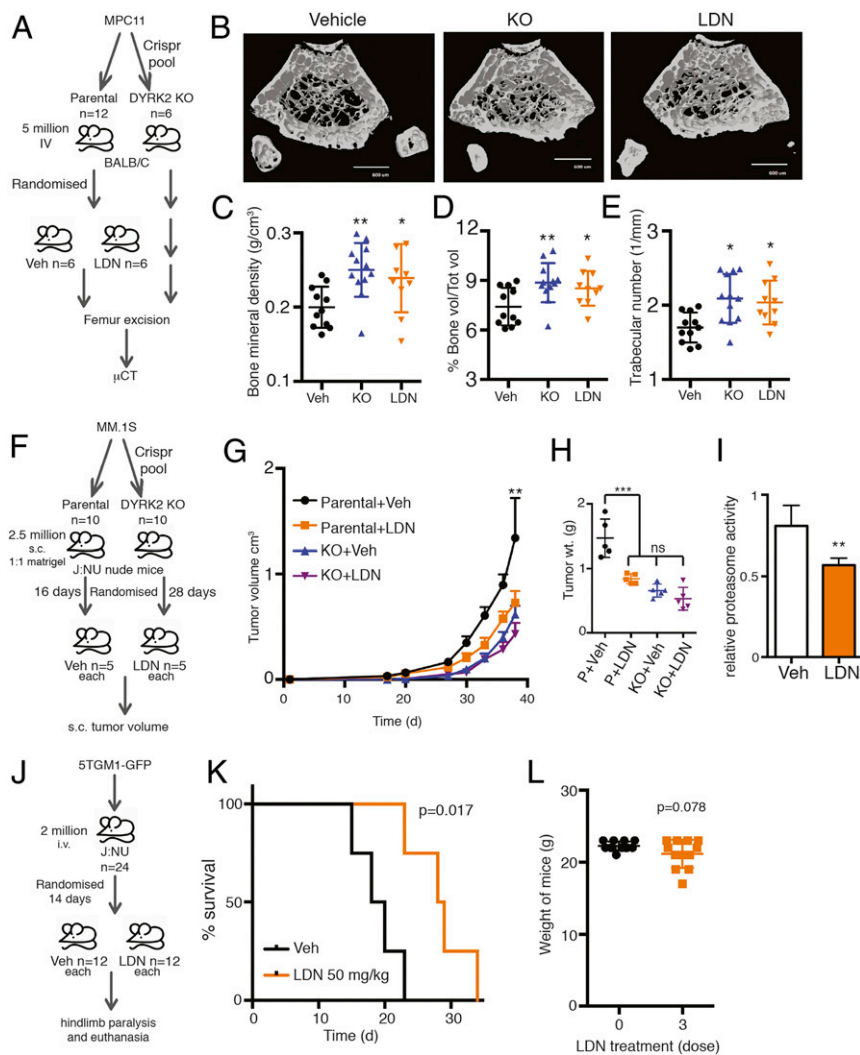 A
MPC11
Crispr
pool
Parental
n=12
DYRK2 KO
n=6
5 million
IV
BALB/C
Randomised
Veh n=6
LDN n=6
Femur excision
μCT
B
Vehicle
KO
LDN
600 um
600 um
600 um
C
Bone mineral density (g/cm³)
0.3
0.2
0.1
**
*
Veh
KO
LDN
D
% Bone vol/Tot vol
12
9
6
3
**
*
Veh
KO
LDN
E
Trabecular number (1/mm)
3
2
1
*
*
Veh
KO
LDN
F
MM.1S
Crispr
pool
Parental
n=10
DYRK2 KO
n=10
2.5 million
s.c.
1:1 matrigel
J:NU nude mice
16 days
Randomised
28 days
Veh n=5
each
LDN n=5
each
s.c. tumor volume
G
Tumor volume cm³
2
1
0
0
10
20
30
40
Time (d)
Parental+Veh
Parental+LDN
KO+Veh
KO+LDN
**
H
Tumor wt. (g)
2
1
0
***
ns
P+Veh
P+LDN
KO+Veh
KO+LDN
I
relative proteasome activity
1
0.5
0
**
Veh
LDN
J
5TGM1-GFP
2 million
i.v.
J:NU
n=24
Randomised
14 days
Veh n=12
each
LDN n=12
each
hindlimb paralysis
and euthanasia
K
% survival
100
50
0
p=0.017
Veh
LDN 50 mg/kg
0
10
20
30
Time (d)
L
Weight of mice (g)
30
20
10
0
p=0.078
0
3
LDN treatment (dose)